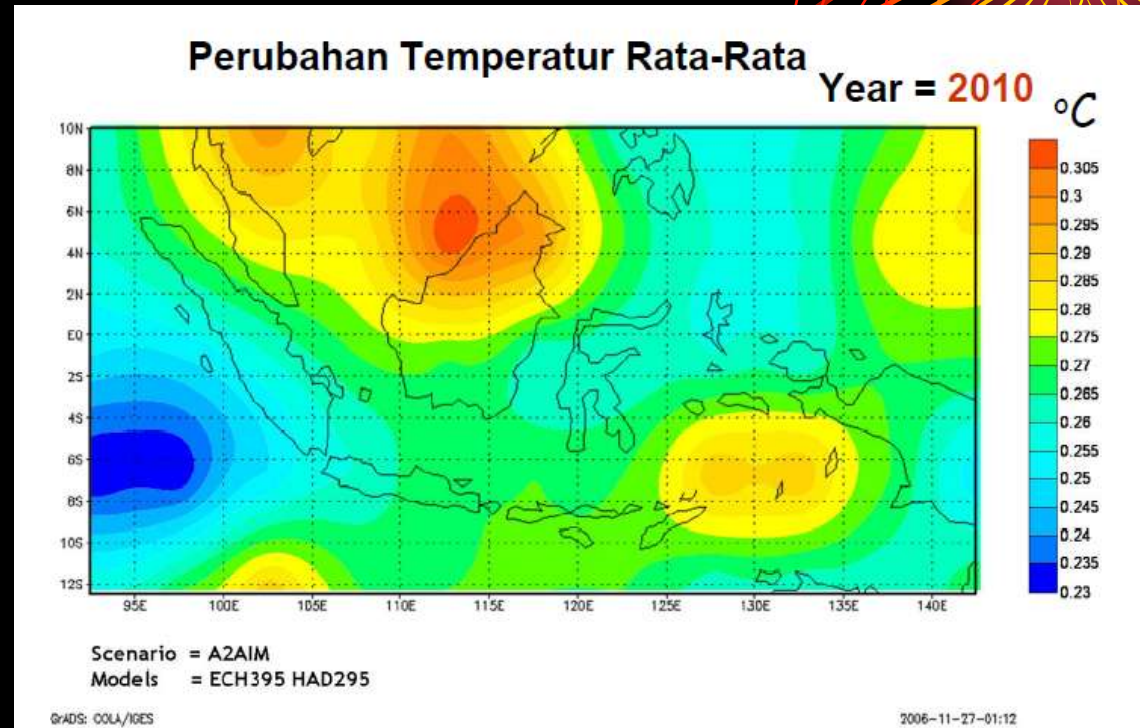 Perubahan Temperatur Rata-Rata
Year = 2010
°C
10N
8N
6N
4N
2N
EQ
2S
4S
6S
8S
10S
12S
95E 100E 105E 110E 115E 120E 125E 130E 135E 140E
0.305
0.3
0.295
0.29
0.285
0.28
0.275
0.27
0.265
0.26
0.255
0.25
0.245
0.24
0.235
0.23
Scenario = A2AIM
Models = ECH395 HAD295
GrADS: COLA/IGES
2006-11-27-01:12